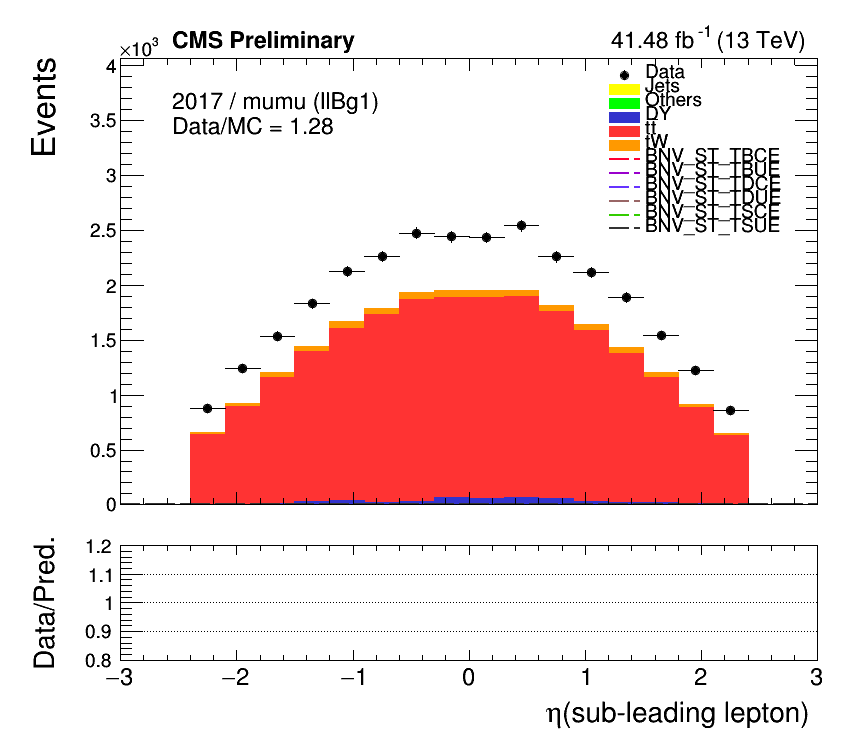 ×10³ CMS Preliminary 41.48 fb⁻¹ (13 TeV)
Events
4
3.5
3
2.5
2
1.5
1
0.5
0
2017 / mumu (llBg1)
Data/MC = 1.28
Data
Jets
Others
DY
tt
tW
BNV_ST_TBCE
BNV_ST_TBUE
BNV_ST_TDCE
BNV_ST_TDUE
BNV_ST_TSCE
BNV_ST_TSUE
Data/Pred.
1.2
1.1
1
0.9
0.8
−3 −2 −1 0 1 2 3
η(sub-leading lepton)